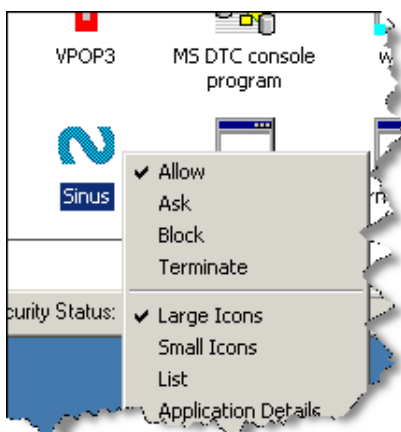 VPOP3
MS DTC console
program
Sinus
Allow
Ask
Block
Terminate
curity Status:
Large Icons
Small Icons
List
Application Details